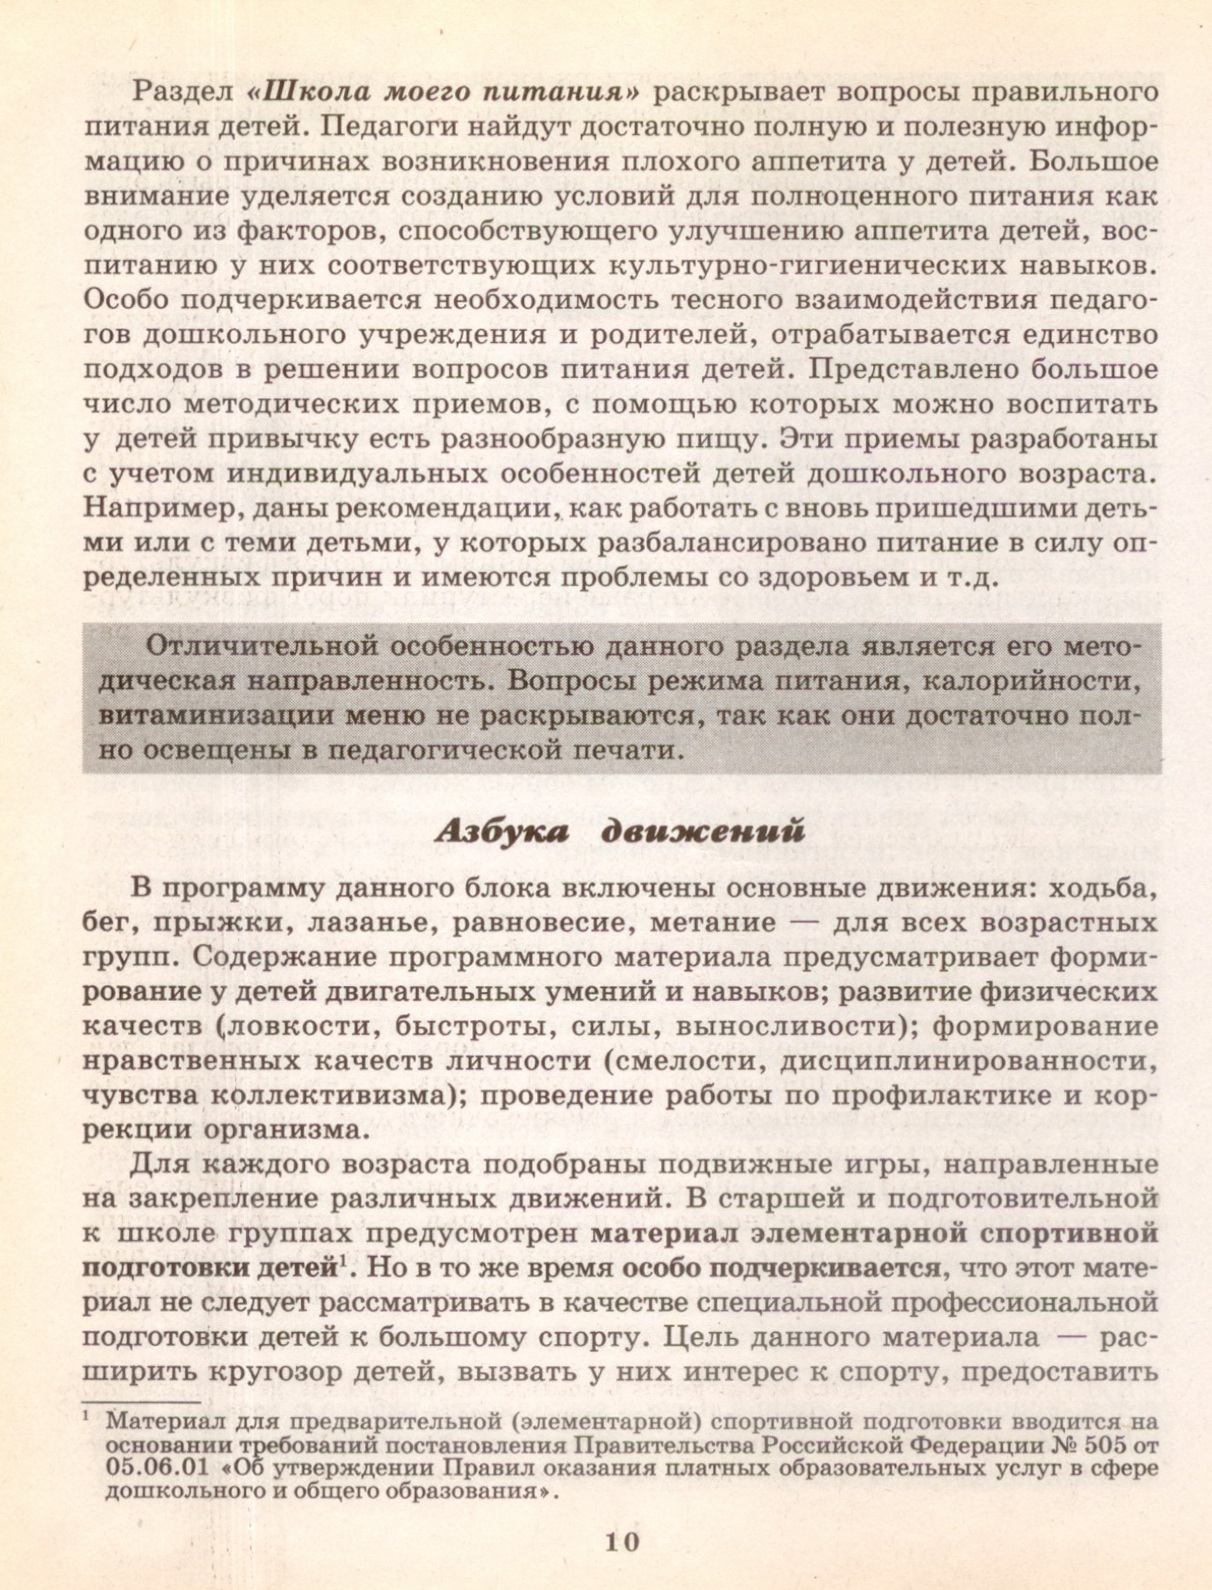 Раздел «Школа моего питания» раскрывает вопросы правильного
питания детей. Педагоги найдут достаточно полную и полезную инфор-
мацию о причинах возникновения плохого аппетита у детей. Большое
внимание уделяется созданию условий для полноценного питания как
одного из факторов, способствующего улучшению аппетита детей, вос-
питанию у них соответствующих культурно-гигиенических навыков.
Особо подчеркивается необходимость тесного взаимодействия педаго-
гов дошкольного учреждения и родителей, отрабатывается единство
подходов в решении вопросов питания детей. Представлено большое
число методических приемов, с помощью которых можно воспитать
у детей привычку есть разнообразную пищу. Эти приемы разработаны
с учетом индивидуальных особенностей детей дошкольного возраста.
Например, даны рекомендации, как работать с вновь пришедшими деть-
ми или с теми детьми, у которых разбалансировано питание в силу оп-
ределенных причин и имеются проблемы со здоровьем и т.д.
Отличительной особенностью данного раздела является его мето-
дическая направленность. Вопросы режима питания, калорийности,
витаминизации меню не раскрываются, так как они достаточно пол-
но освещены в педагогической печати.
Азбука движений
В программу данного блока включены основные движения: ходьба,
бег, прыжки, лазанье, равновесие, метание — для всех возрастных
групп. Содержание программного материала предусматривает форми-
рование у детей двигательных умений и навыков; развитие физических
качеств (ловкости, быстроты, силы, выносливости); формирование
нравственных качеств личности (смелости, дисциплинированности,
чувства коллективизма); проведение работы по профилактике и кор-
рекции организма.
Для каждого возраста подобраны подвижные игры, направленные
на закрепление различных движений. В старшей и подготовительной
к школе группах предусмотрен материал элементарной спортивной
подготовки детей¹. Но в то же время особо подчеркивается, что этот мате-
риал не следует рассматривать в качестве специальной профессиональной
подготовки детей к большому спорту. Цель данного материала — рас-
ширить кругозор детей, вызвать у них интерес к спорту, предоставить
¹ Материал для предварительной (элементарной) спортивной подготовки вводится на
основании требований постановления Правительства Российской Федерации № 505 от
05.06.01 «Об утверждении Правил оказания платных образовательных услуг в сфере
дошкольного и общего образования».
10